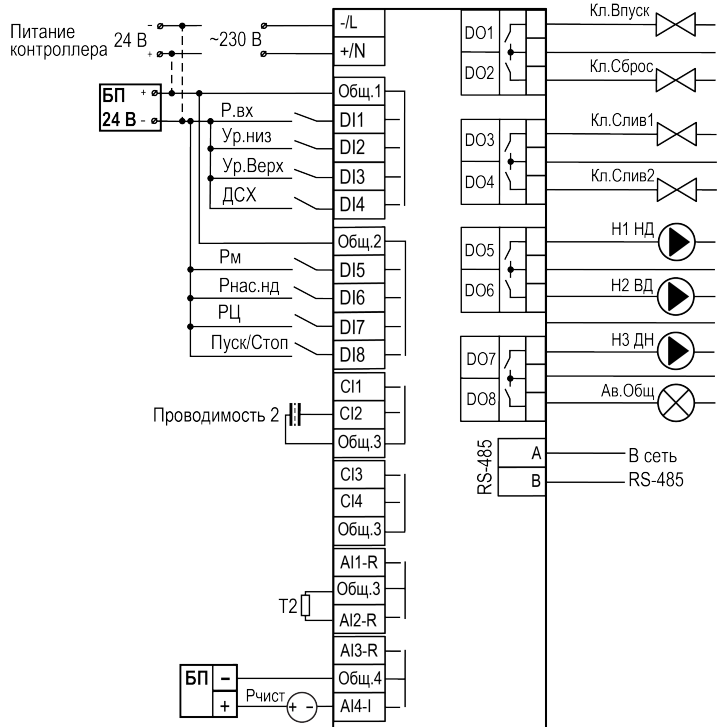 Питание
контроллера
-
24 В
+
~230 В
-/L
+/N
БП +
24 В -
Общ.1
Р.вх
DI1
Ур.низ
DI2
Ур.Верх
DI3
ДСХ
DI4
Общ.2
Рм
DI5
Рнас.нд
DI6
РЦ
DI7
Пуск/Стоп
DI8
CI1
Проводимость 2
CI2
Общ.3
CI3
CI4
Общ.3
AI1-R
T2
Общ.3
AI2-R
AI3-R
БП -
Общ.4
+
Рчист
+ -
AI4-I
DO1
Кл.Впуск
DO2
Кл.Сброс
DO3
Кл.Слив1
DO4
Кл.Слив2
DO5
Н1 НД
DO6
Н2 ВД
DO7
Н3 ДН
DO8
Ав.Общ
RS-485
A
В сеть
B
RS-485